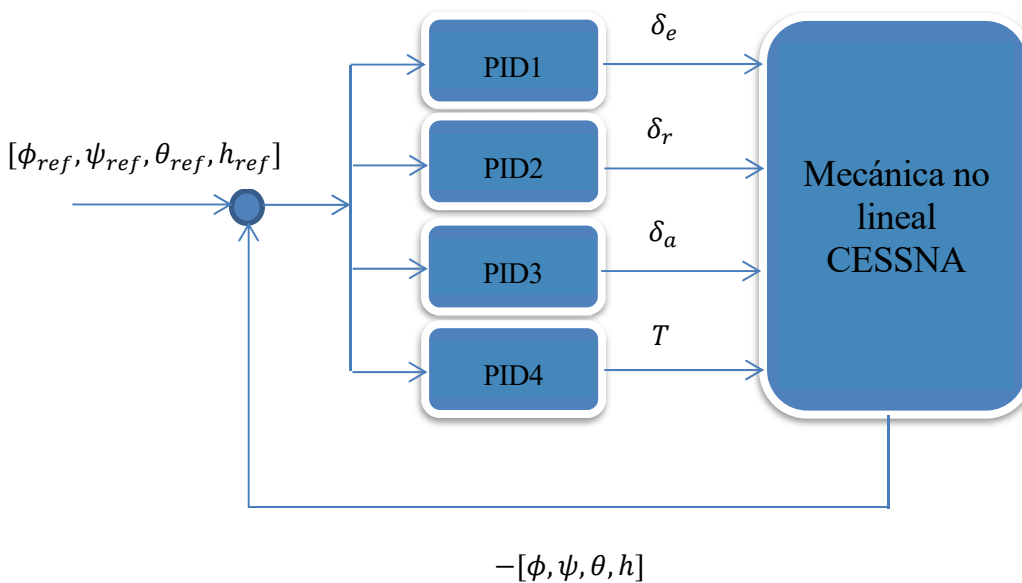 δ_e
PID1
[ϕ_ref, ψ_ref, θ_ref, h_ref]
δ_r
PID2
Mecánica no
lineal
CESSNA
δ_a
PID3
T
PID4
−[ϕ, ψ, θ, h]